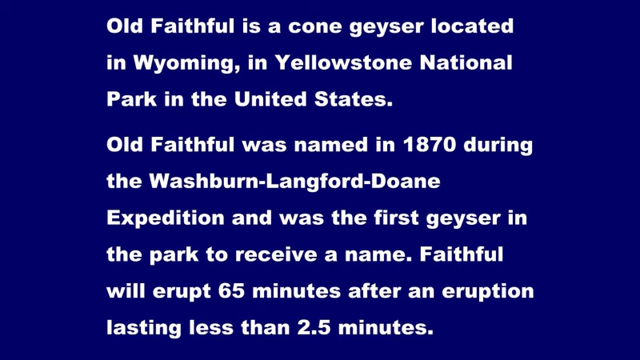 Old Faithful is a cone geyser located
in Wyoming, in Yellowstone National
Park in the United States.
Old Faithful was named in 1870 during
the Washburn-Langford-Doane
Expedition and was the first geyser in
the park to receive a name. Faithful
will erupt 65 minutes after an eruption
lasting less than 2.5 minutes.